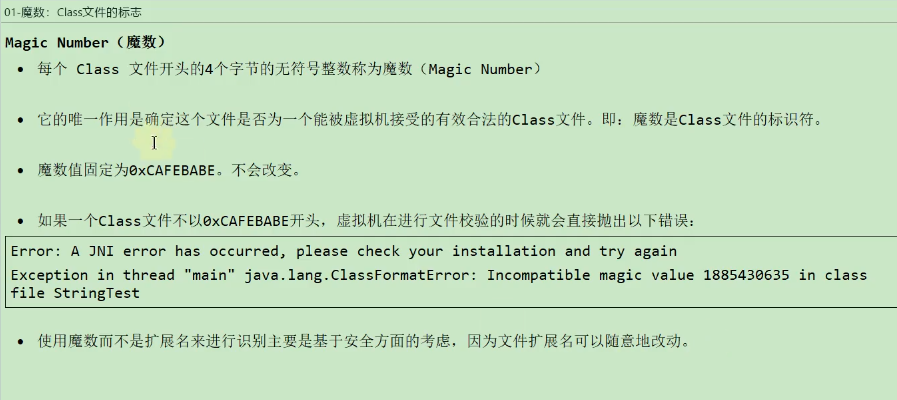 01-魔数：Class文件的标志
Magic Number（魔数）
• 每个 Class 文件开头的4个字节的无符号整数称为魔数（Magic Number）
• 它的唯一作用是确定这个文件是否为一个能被虚拟机接受的有效合法的Class文件。即：魔数是Class文件的标识符。
• 魔数值固定为0xCAFEBABE。不会改变。
• 如果一个Class文件不以0xCAFEBABE开头，虚拟机在进行文件校验的时候就会直接抛出以下错误：
Error: A JNI error has occurred, please check your installation and try again
Exception in thread "main" java.lang.ClassFormatError: Incompatible magic value 1885430635 in class
file StringTest
• 使用魔数而不是扩展名来进行识别主要是基于安全方面的考虑，因为文件扩展名可以随意地改动。